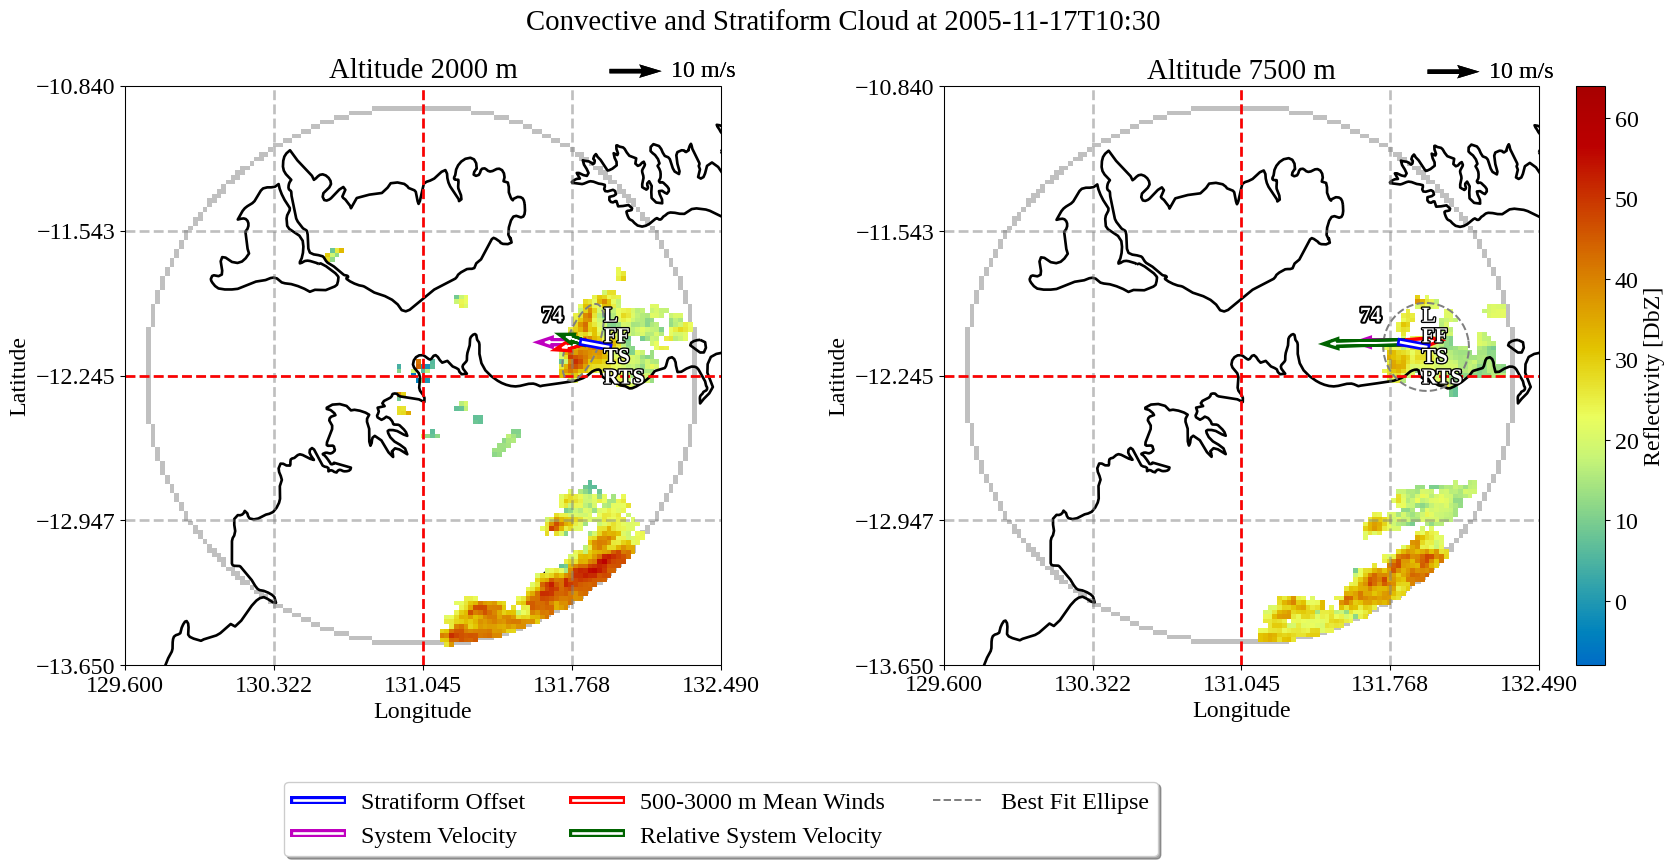 Convective and Stratiform Cloud at 2005-11-17T10:30
Altitude 2000 m
10 m/s
−10.840
−11.543
−12.245
−12.947
−13.650
Latitude
74
L
FF
TS
RTS
129.600
130.322
131.045
131.768
132.490
Longitude
Altitude 7500 m
10 m/s
−10.840
−11.543
−12.245
−12.947
−13.650
Latitude
74
L
FF
TS
RTS
129.600
130.322
131.045
131.768
132.490
Longitude
60
50
40
30
20
10
0
Reflectivity [DbZ]
Stratiform Offset
System Velocity
500-3000 m Mean Winds
Relative System Velocity
Best Fit Ellipse